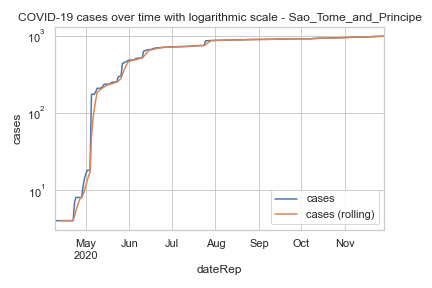 COVID-19 cases over time with logarithmic scale - Sao_Tome_and_Principe
10³
10²
10¹
cases
cases
cases (rolling)
May Jun Jul Aug Sep Oct Nov
2020
dateRep